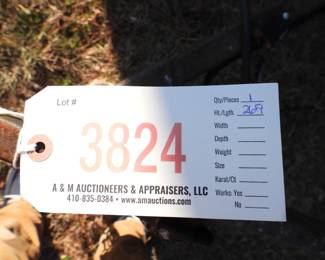 Lot #
3824
A & M AUCTIONEERS & APPRAISERS, LLC
410-835-0384 • www.amauctions.com
Qty/Pieces 1
Ht./Lgth.
Width
Depth
Weight
Size
Karat/Ct
Works: Yes
No